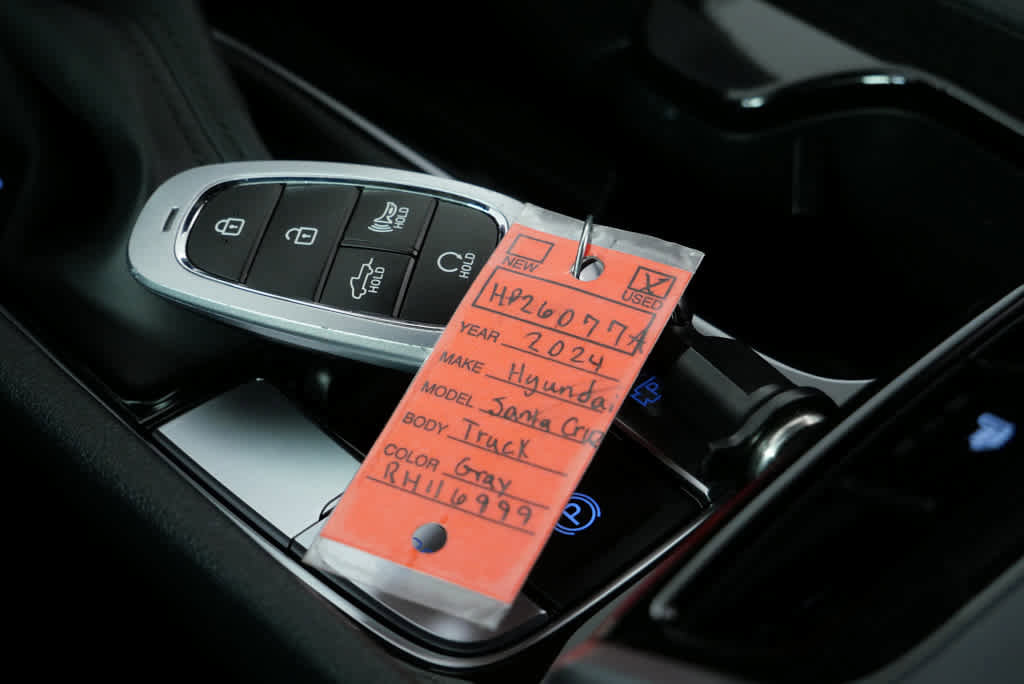 HOLD
HOLD
HOLD
NEW
USED
HP26077A
YEAR 2024
MAKE Hyundai
MODEL Santa Cruz
BODY Truck
COLOR Gray
RH116999
P
P